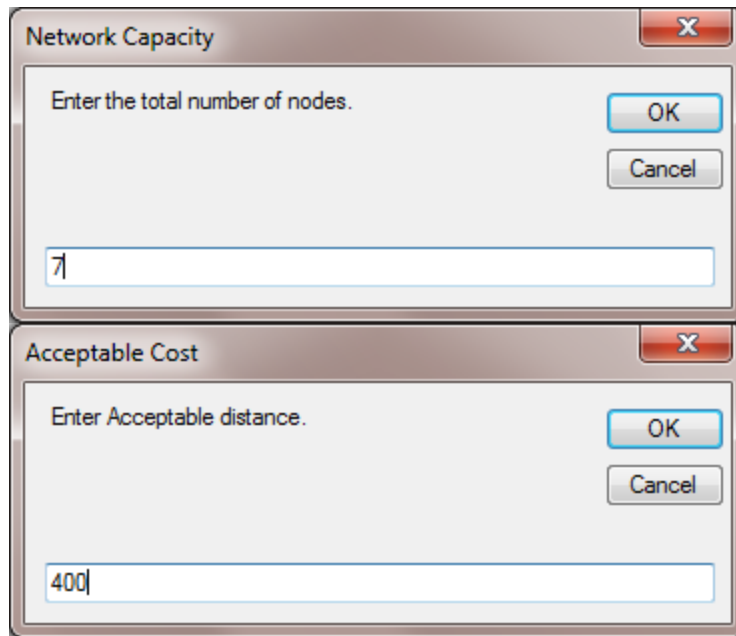 Network Capacity
Enter the total number of nodes.
OK
Cancel
7
Acceptable Cost
Enter Acceptable distance.
OK
Cancel
400